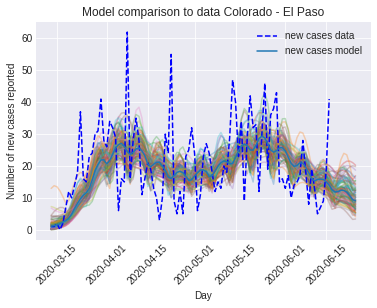 Model comparison to data Colorado - El Paso
new cases data
new cases model
Number of new cases reported
60
50
40
30
20
10
0
2020-03-15
2020-04-01
2020-04-15
2020-05-01
2020-05-15
2020-06-01
2020-06-15
Day